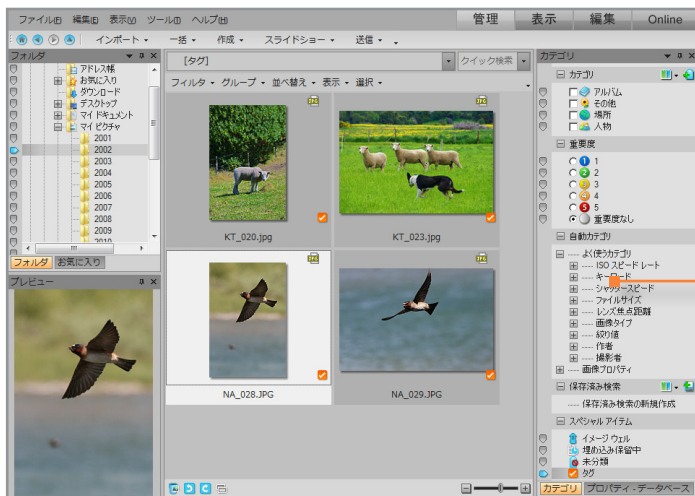 ファイル(F) 編集(E) 表示(V) ツール(T) ヘルプ(H)
管理 表示 編集 Online
インポート 一括 作成 スライドショー 送信
フォルダ
アドレス帳
お気に入り
ダウンロード
デスクトップ
マイ ドキュメント
マイ ピクチャ
2001
2002
2003
2004
2005
2006
2007
2008
2009
2010
フォルダ お気に入り
プレビュー
[タグ] クイック検索
フィルタ グループ 並べ替え 表示 選択
JPG
JPG
KT_020.jpg KT_023.jpg
JPG
JPG
NA_028.JPG NA_029.JPG
カテゴリ
カテゴリ
アルバム
その他
場所
人物
重要度
1 1
2 2
3 3
4 4
5 5
重要度なし
自動カテゴリ
よく使うカテゴリ
ISO スピード レート
キーワード
シャッタースピード
ファイルサイズ
レンズ焦点距離
画像タイプ
絞り値
作者
撮影者
画像プロパティ
保存済み検索
保存済み検索の新規作成
スペシャル アイテム
イメージ ウェル
埋め込み保留中
未分類
タグ
カテゴリ プロパティ - データベース